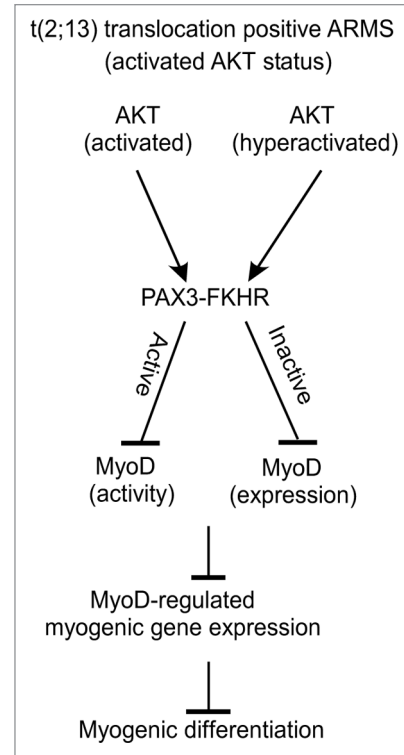 t(2;13) translocation positive ARMS
(activated AKT status)
AKT
(activated)
AKT
(hyperactivated)
PAX3-FKHR
Active
Inactive
MyoD
(activity)
MyoD
(expression)
MyoD-regulated
myogenic gene expression
Myogenic differentiation